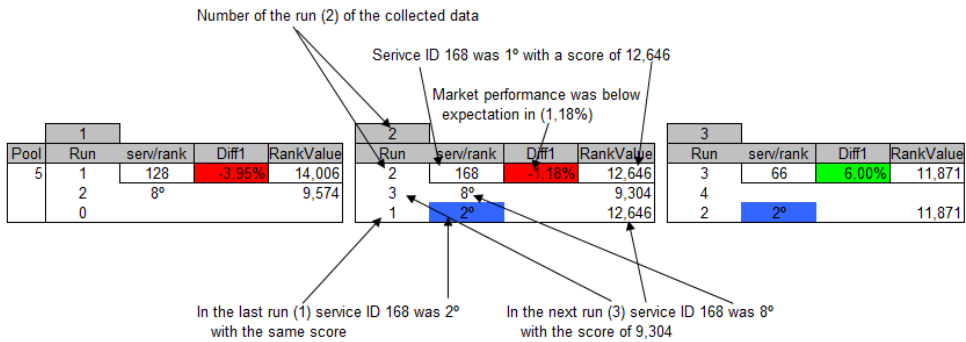 Number of the run (2) of the collected data
Serivce ID 168 was 1º with a score of 12,646
Market performance was below
expectation in (1,18%)
1 2 3
Pool Run serv/rank Diff1 RankValue Run serv/rank Diff1 RankValue Run serv/rank Diff1 RankValue
5 1 128 -3,95% 14,006 2 168 -1,18% 12,646 3 66 6,00% 11,871
2 8º 9,574 3 8º 9,304 4
0 1 2º 12,646 2 2º 11,871
In the last run (1) service ID 168 was 2º
with the same score
In the next run (3) service ID 168 was 8º
with the score of 9,304